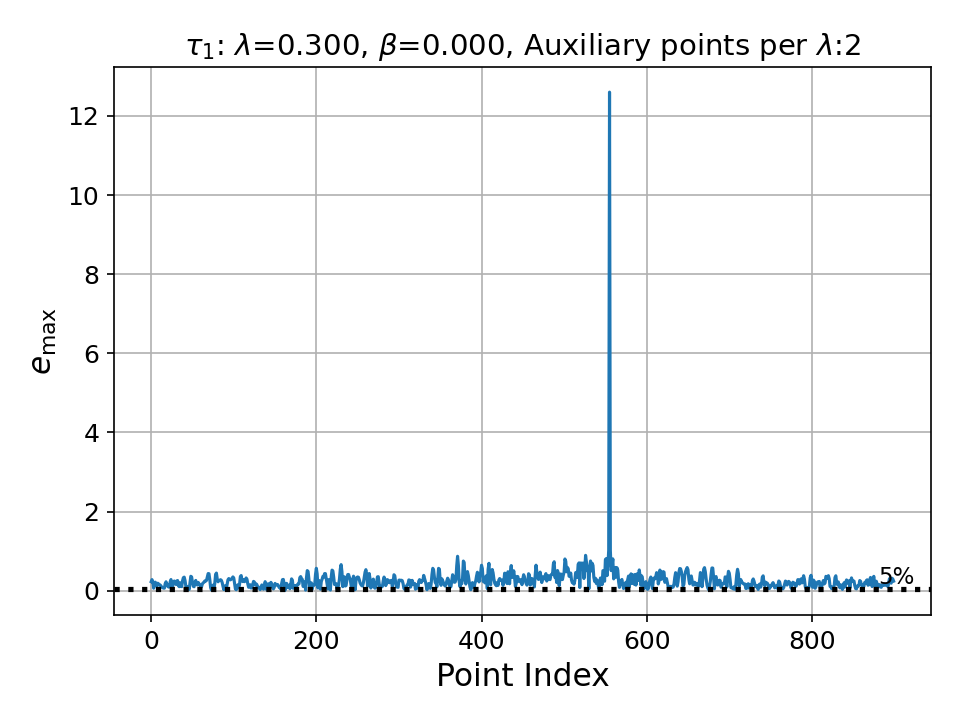 τ₁: λ=0.300, β=0.000, Auxiliary points per λ:2
e_max
12
10
8
6
4
2
0
5%
0 200 400 600 800
Point Index